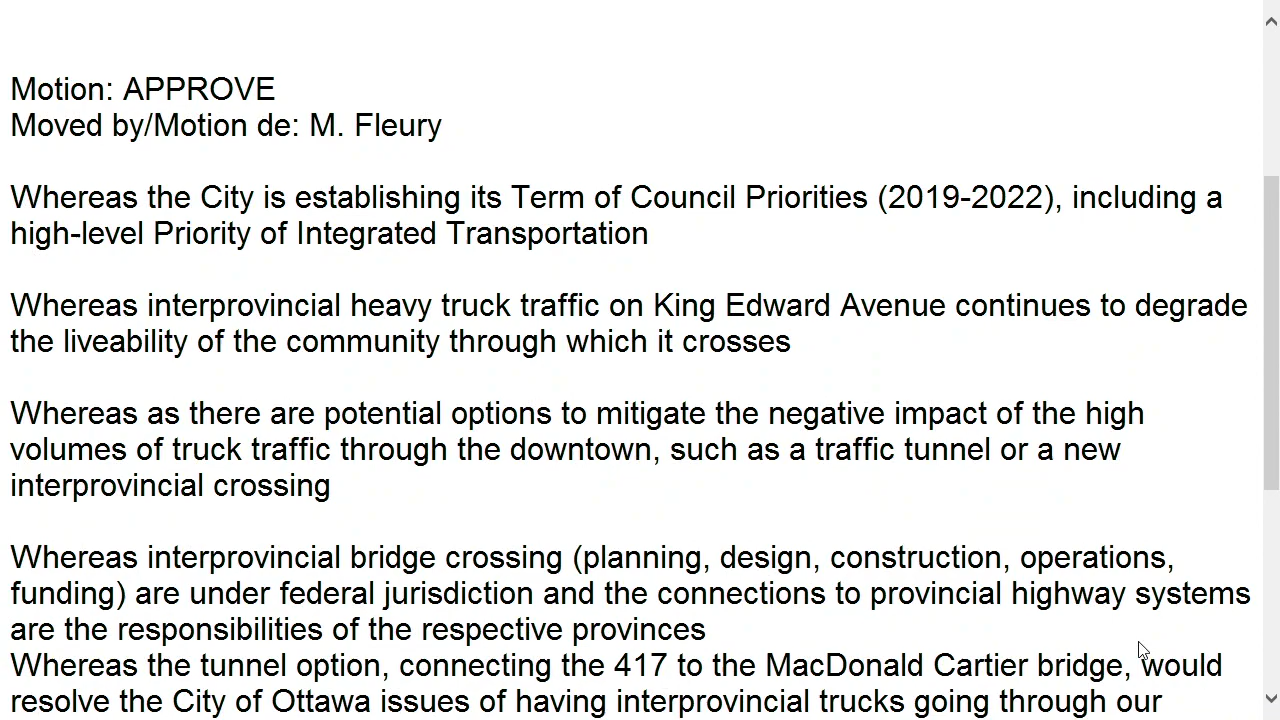 Motion: APPROVE
Moved by/Motion de: M. Fleury
Whereas the City is establishing its Term of Council Priorities (2019-2022), including a
high-level Priority of Integrated Transportation
Whereas interprovincial heavy truck traffic on King Edward Avenue continues to degrade
the liveability of the community through which it crosses
Whereas as there are potential options to mitigate the negative impact of the high
volumes of truck traffic through the downtown, such as a traffic tunnel or a new
interprovincial crossing
Whereas interprovincial bridge crossing (planning, design, construction, operations,
funding) are under federal jurisdiction and the connections to provincial highway systems
are the responsibilities of the respective provinces
Whereas the tunnel option, connecting the 417 to the MacDonald Cartier bridge, would
resolve the City of Ottawa issues of having interprovincial trucks going through our